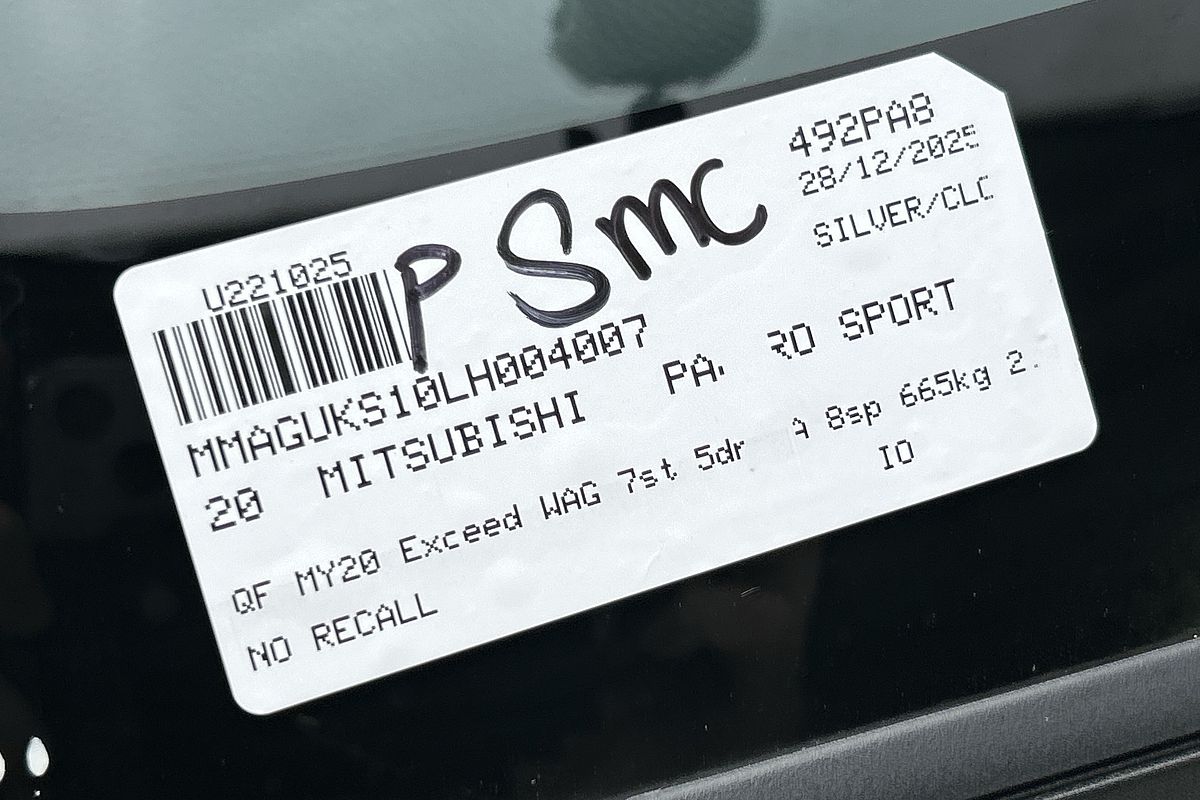 492PA8
28/12/2025
SILVER/CLC
P Smc
U221025
MMAGUKS10LH004007
20 MITSUBISHI RO SPORT
QF MY20 Exceed WAG 7st 5dr A 8sp 665kg 2.
NO RECALL IO